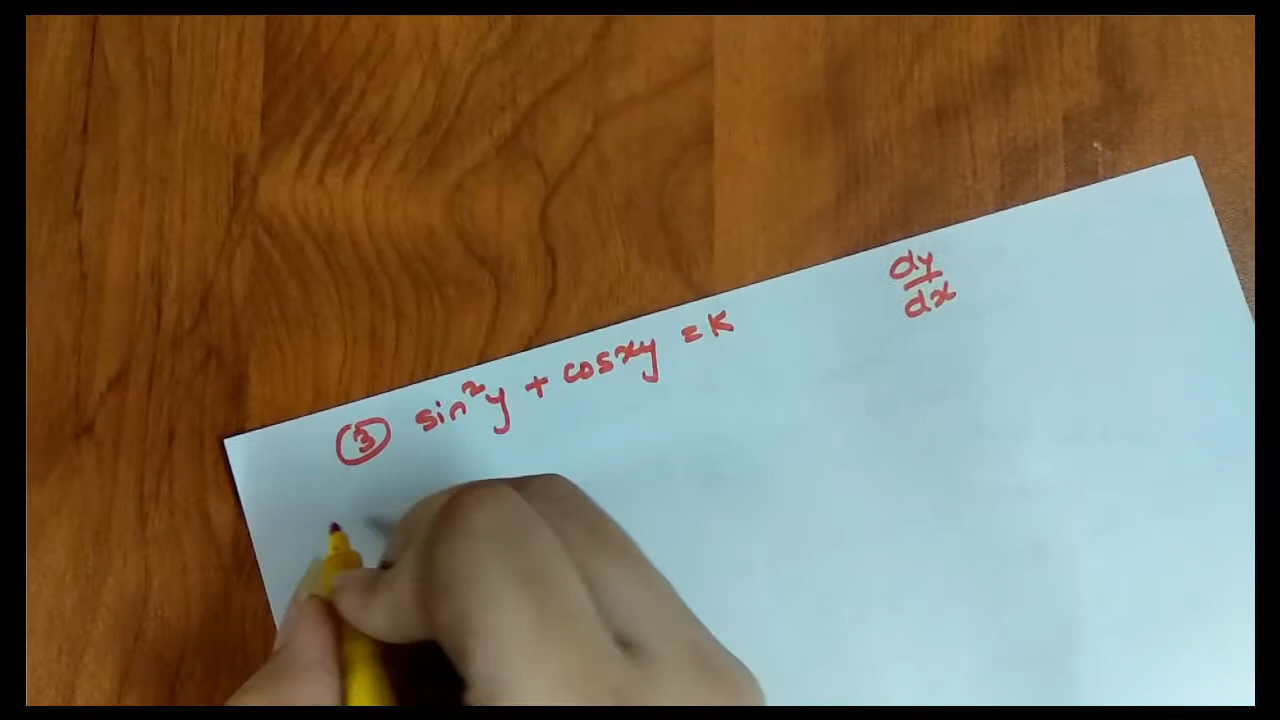 ③ sin²y + cosxy = K
dy
dx